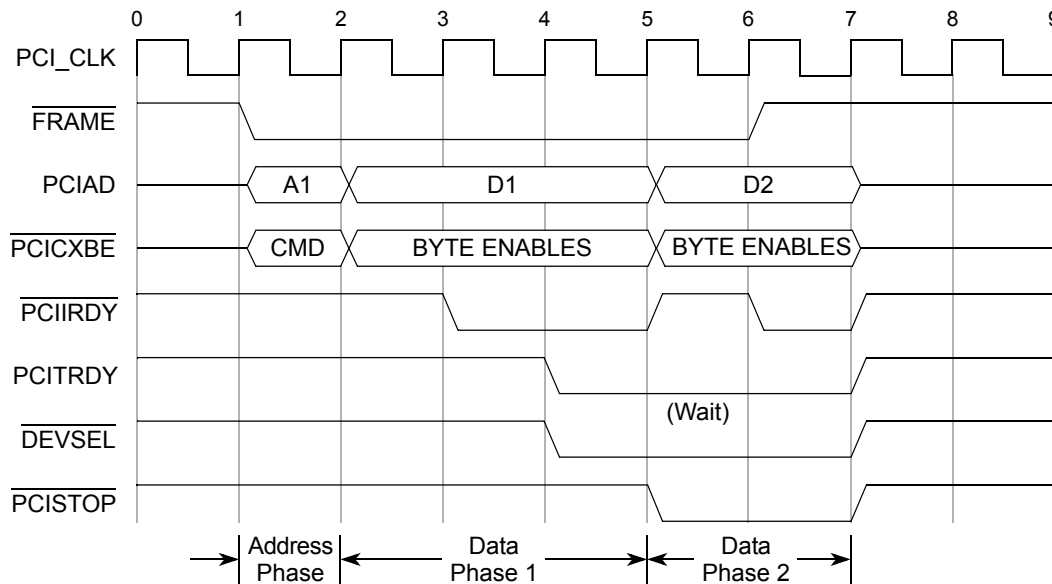 0 1 2 3 4 5 6 7 8 9
PCI_CLK
FRAME
PCIAD A1 D1 D2
PCICXBE CMD BYTE ENABLES BYTE ENABLES
PCIIRDY
PCITRDY
(Wait)
DEVSEL
PCISTOP
Address Data Data
Phase Phase 1 Phase 2